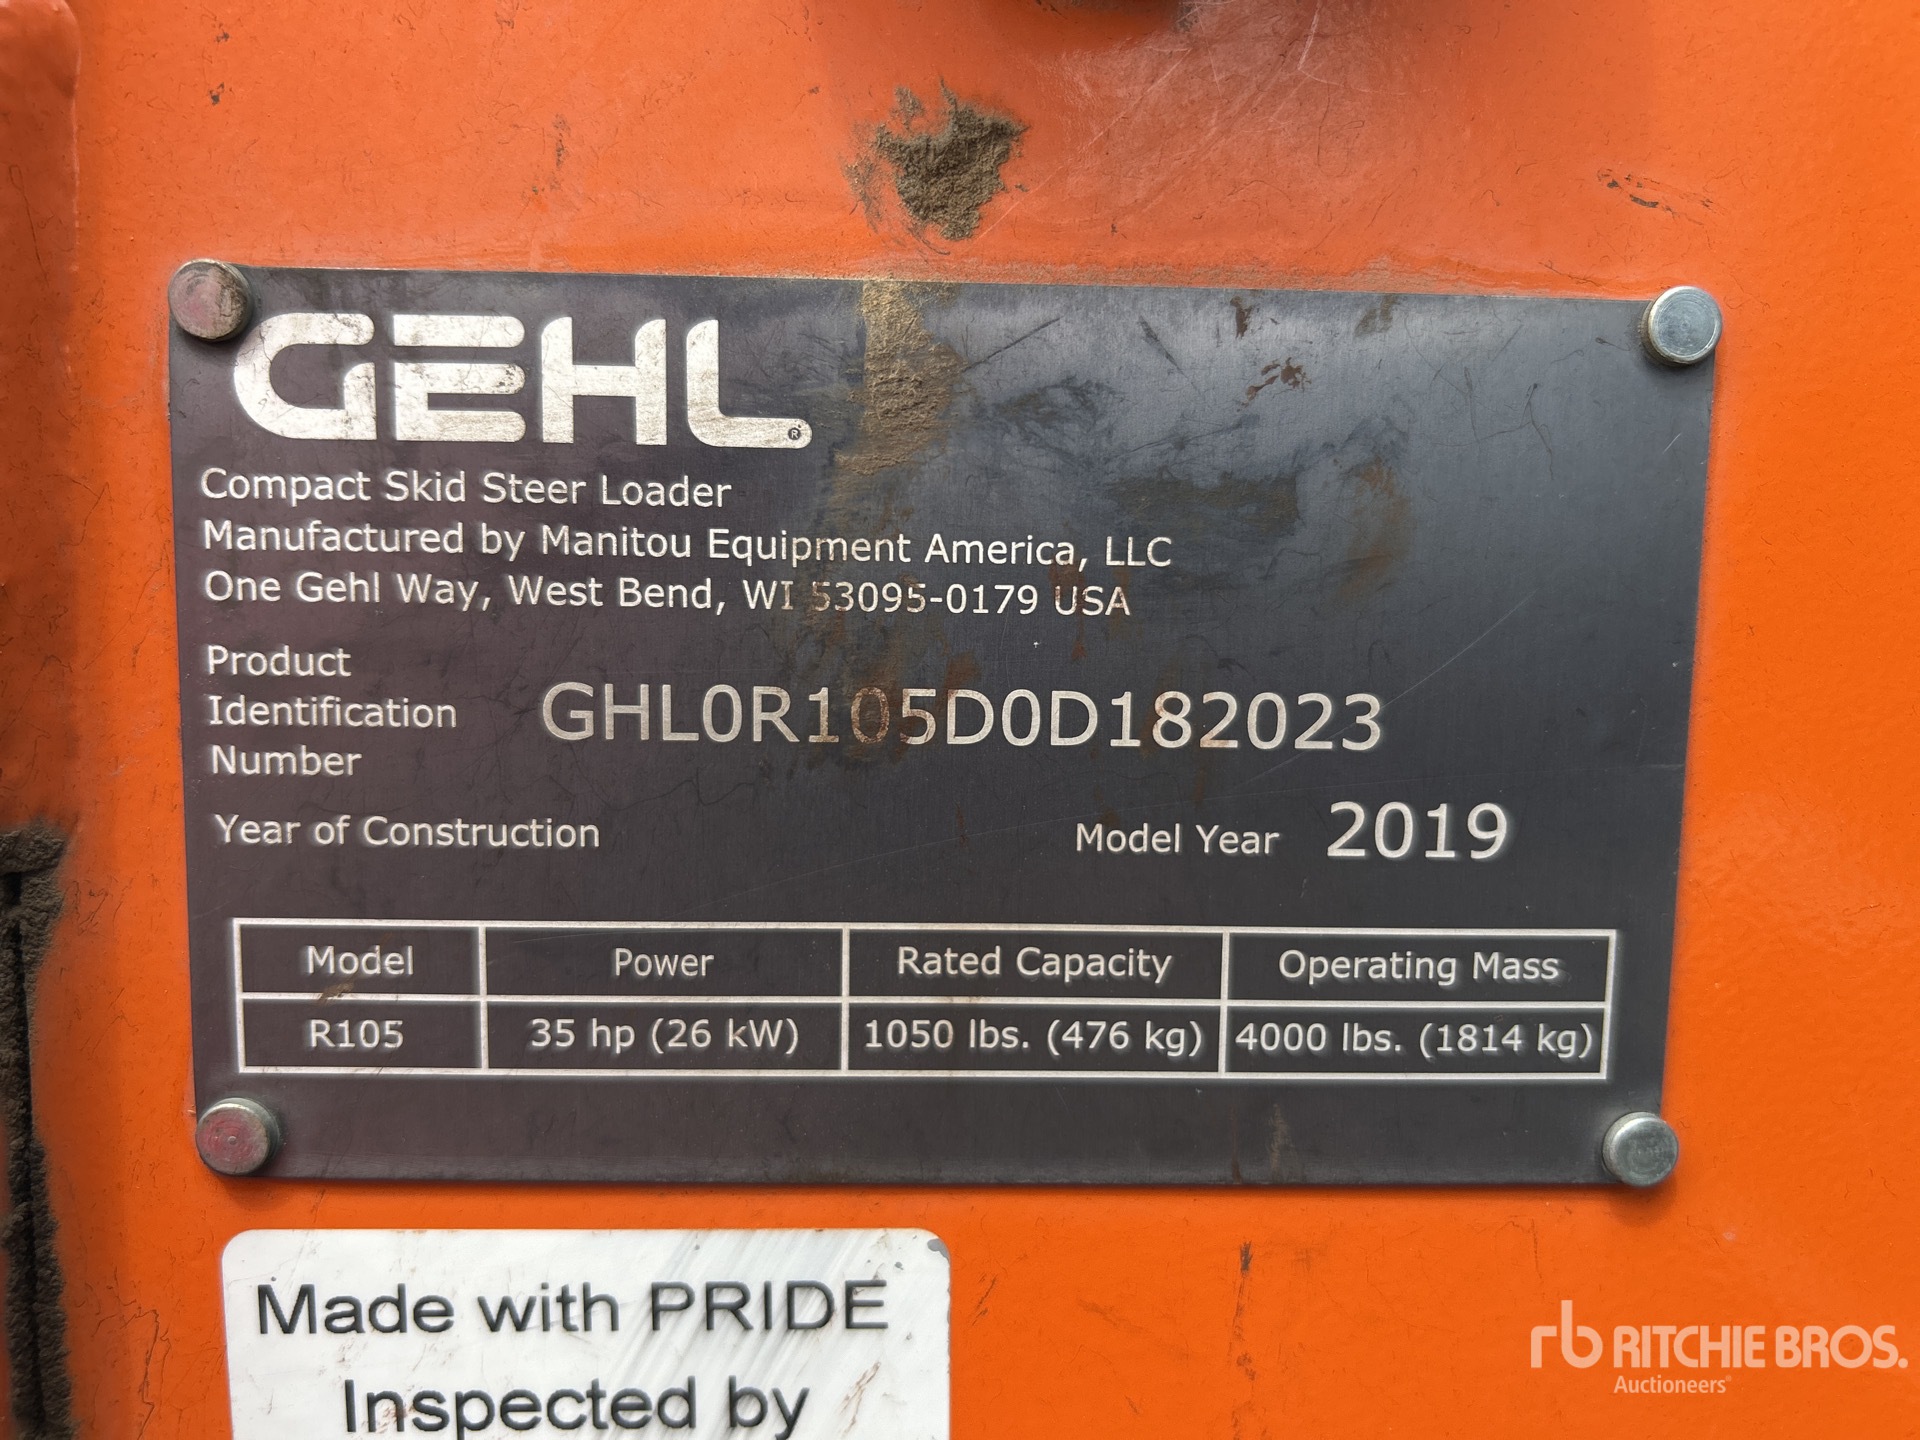 GEHL®
Compact Skid Steer Loader
Manufactured by Manitou Equipment America, LLC
One Gehl Way, West Bend, WI 53095-0179 USA
Product
Identification
Number
GHL0R105D0D182023
Year of Construction
Model Year 2019
Model Power Rated Capacity Operating Mass
R105 35 hp (26 kW) 1050 lbs. (476 kg) 4000 lbs. (1814 kg)
Made with PRIDE
Inspected by
rb RITCHIE BROS.
Auctioneers®